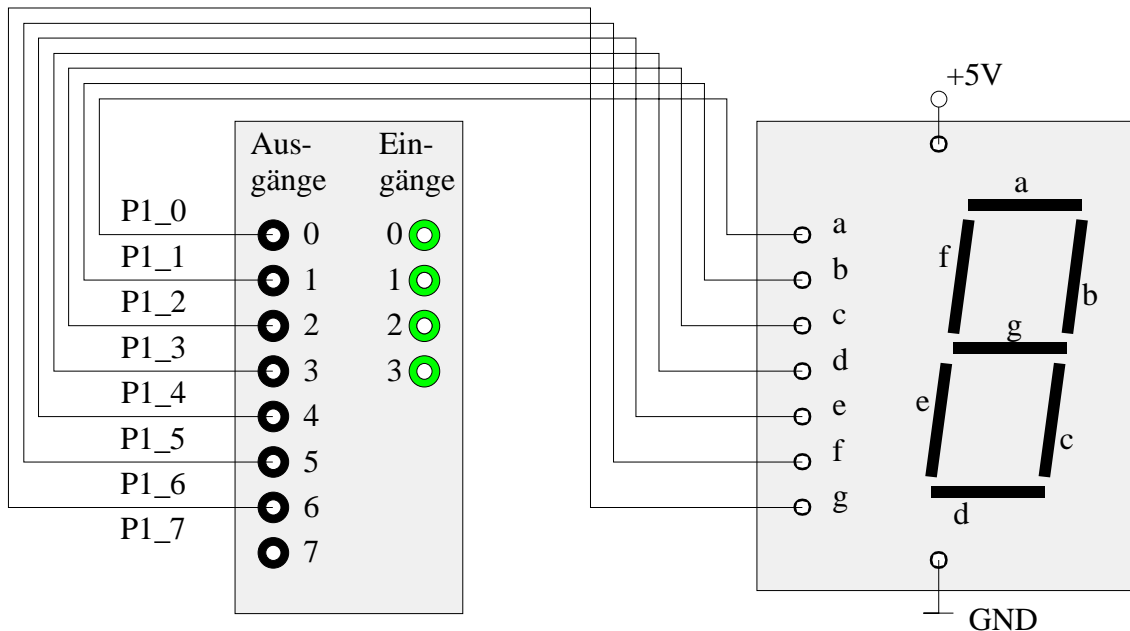 +5V
Aus-
gänge
Ein-
gänge
P1_0
P1_1
P1_2
P1_3
P1_4
P1_5
P1_6
P1_7
0
1
2
3
4
5
6
7
0
1
2
3
a
b
c
d
e
f
g
a
f
b
g
e
c
d
GND